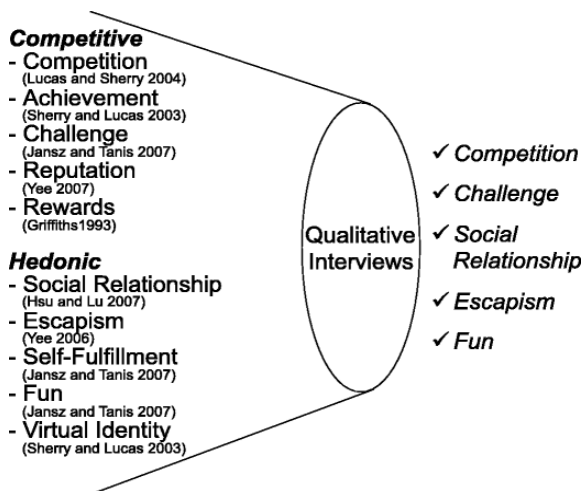 Competitive
- Competition
(Lucas and Sherry 2004)
- Achievement
(Sherry and Lucas 2003)
- Challenge
(Jansz and Tanis 2007)
- Reputation
(Yee 2007)
- Rewards
(Griffiths1993)
Hedonic
- Social Relationship
(Hsu and Lu 2007)
- Escapism
(Yee 2006)
- Self-Fulfillment
(Jansz and Tanis 2007)
- Fun
(Jansz and Tanis 2007)
- Virtual Identity
(Sherry and Lucas 2003)
Qualitative
Interviews
✓ Competition
✓ Challenge
✓ Social
Relationship
✓ Escapism
✓ Fun